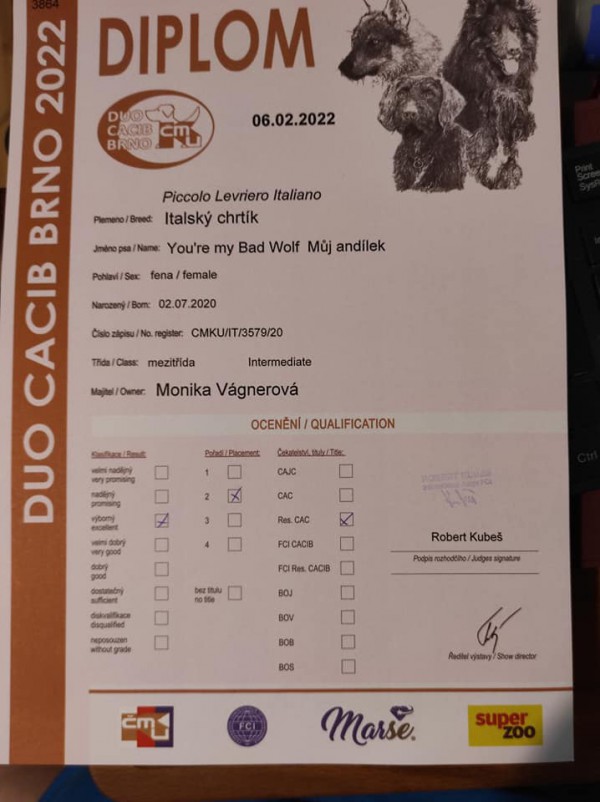 3864
DIPLOM
DUO CACIB BRNO 2022
DUO
CACIB
BRNO
ČMKU
06.02.2022
Piccolo Levriero Italiano
Plemeno / Breed: Italský chrtík
Jméno psa / Name: You're my Bad Wolf Můj andílek
Pohlaví / Sex: fena / female
Narozený / Born: 02.07.2020
Číslo zápisu / No. register: CMKU/IT/3579/20
Třída / Class: mezitřída Intermediate
Majitel / Owner: Monika Vágnerová
OCENĚNÍ / QUALIFICATION
Klasifikace / Result: Pořadí / Placement: Čekatelství, tituly / Title:
velmi nadějný 1 CAJC
very promising
nadějný 2 CAC
promising
výborný 3 Res. CAC
excellent
velmi dobrý 4 FCI CACIB
very good
dobrý FCI Res. CACIB
good
dostatečný bez titulu BOJ
sufficient no title
diskvalifikace BOV
disqualified
neposouzen BOB
without grade
BOS
Robert Kubeš
Podpis rozhodčího / Judges signature
Ředitel výstavy / Show director
ČMKU
FCI
Marse
super
zoo
Print
Screen
Ctrl